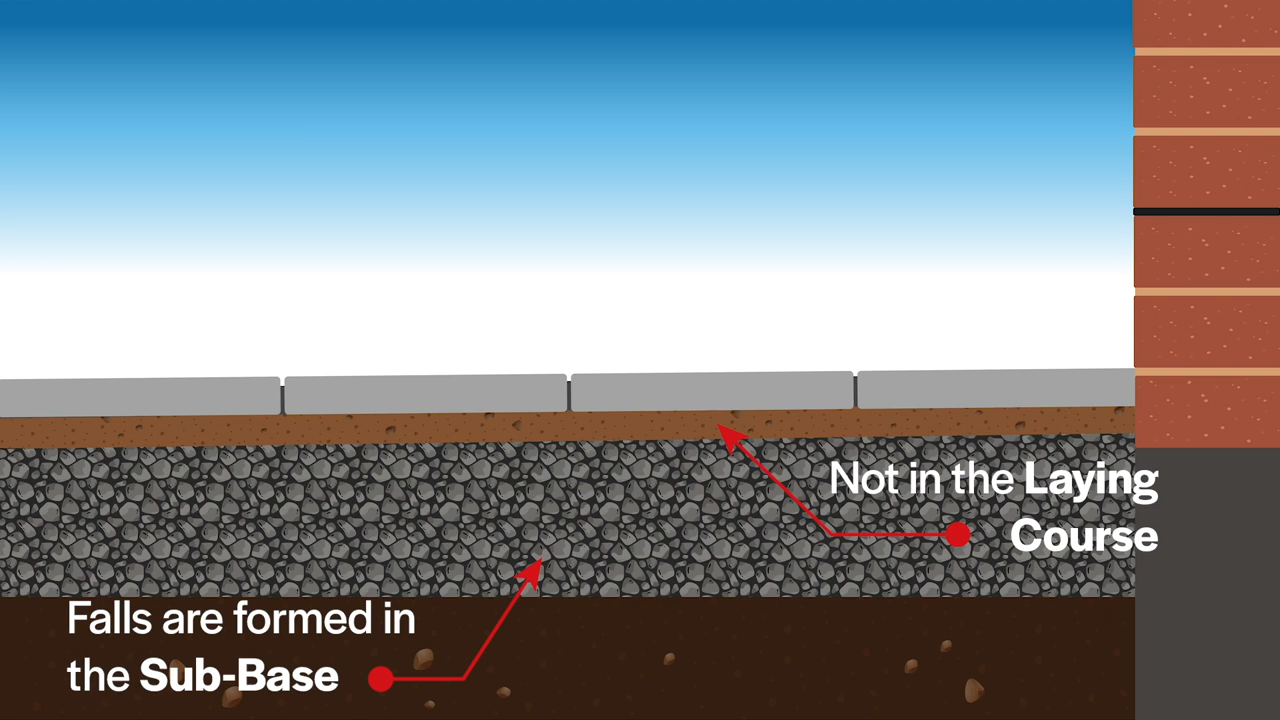 Not in the Laying
Course
Falls are formed in
the Sub-Base